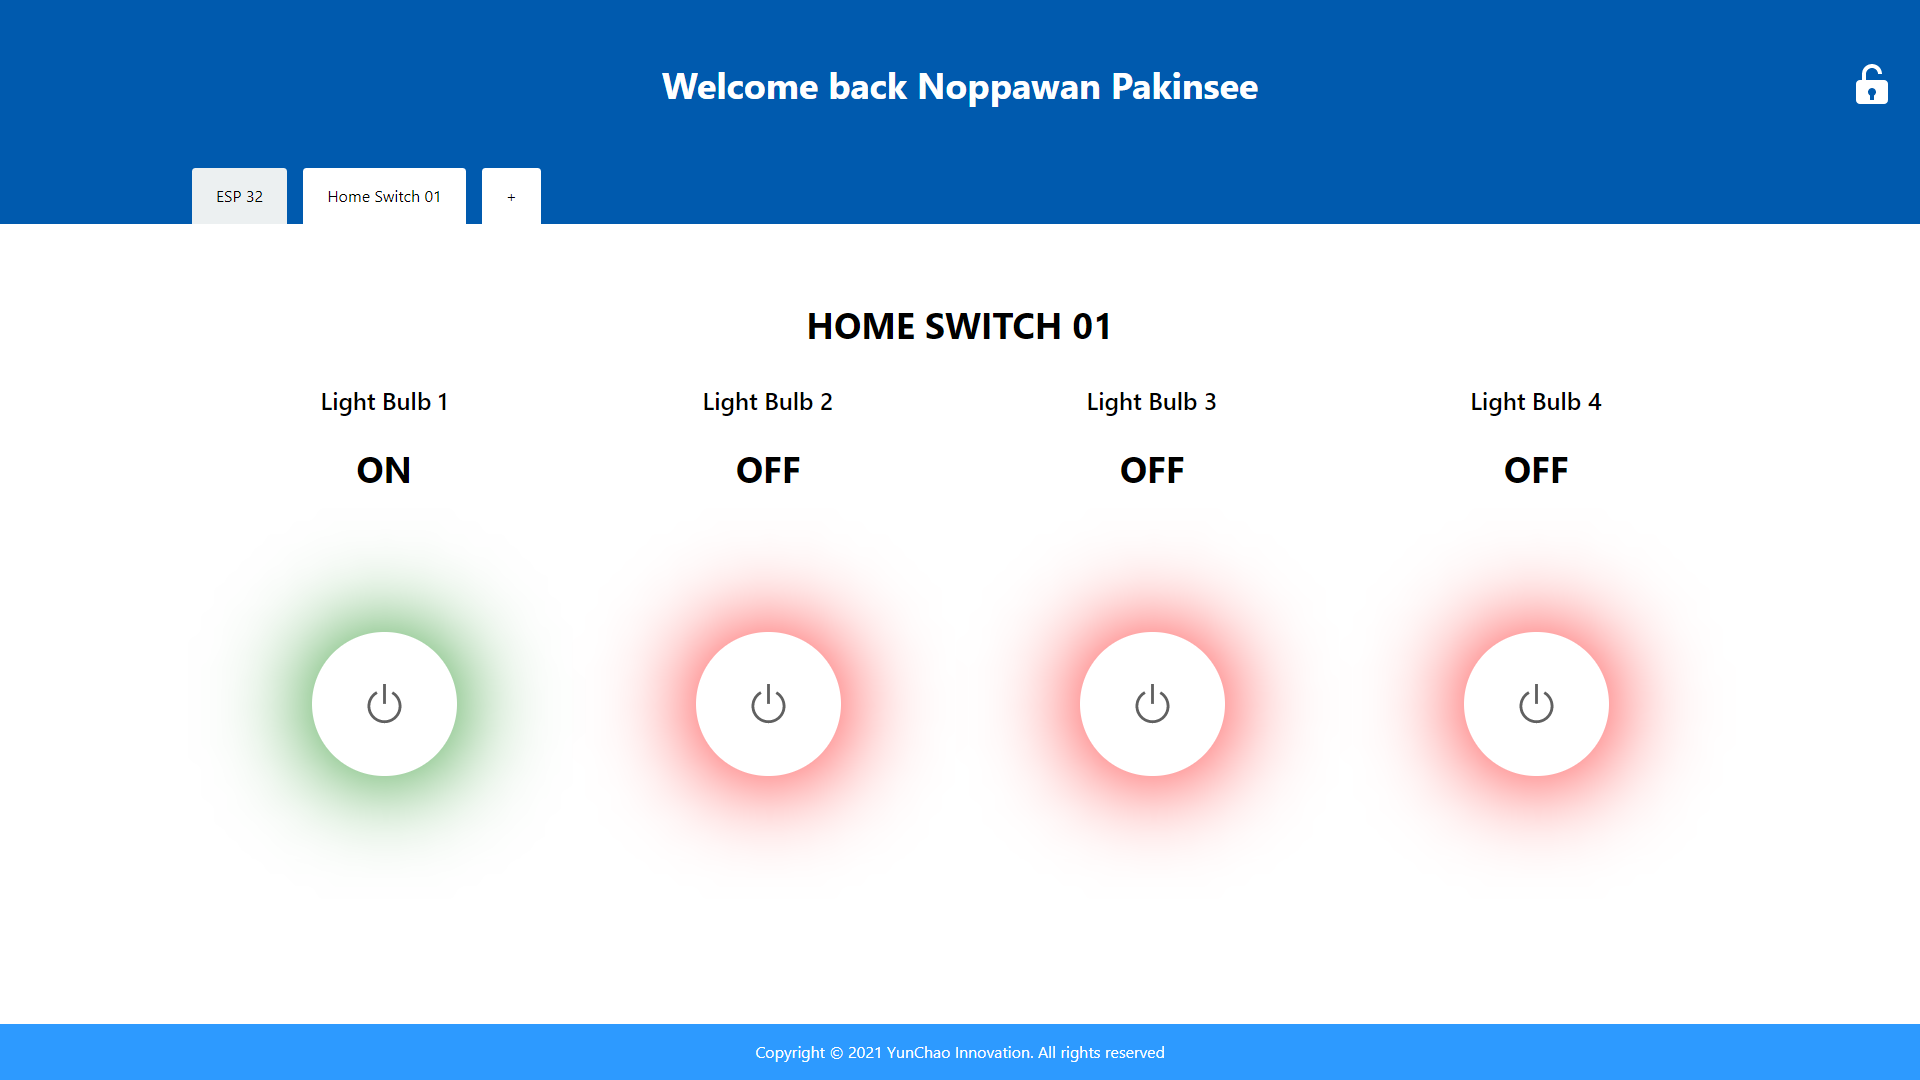 Welcome back Noppawan Pakinsee
ESP 32
Home Switch 01
+
HOME SWITCH 01
Light Bulb 1
Light Bulb 2
Light Bulb 3
Light Bulb 4
ON
OFF
OFF
OFF
Copyright © 2021 YunChao Innovation. All rights reserved